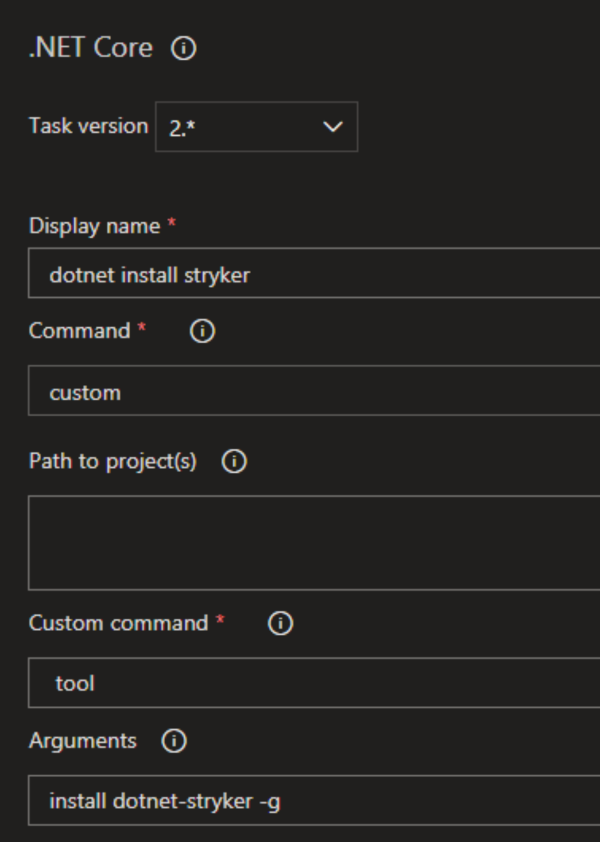 .NET Core
Task version 2.*
Display name *
dotnet install stryker
Command *
custom
Path to project(s)
Custom command *
tool
Arguments
install dotnet-stryker -g